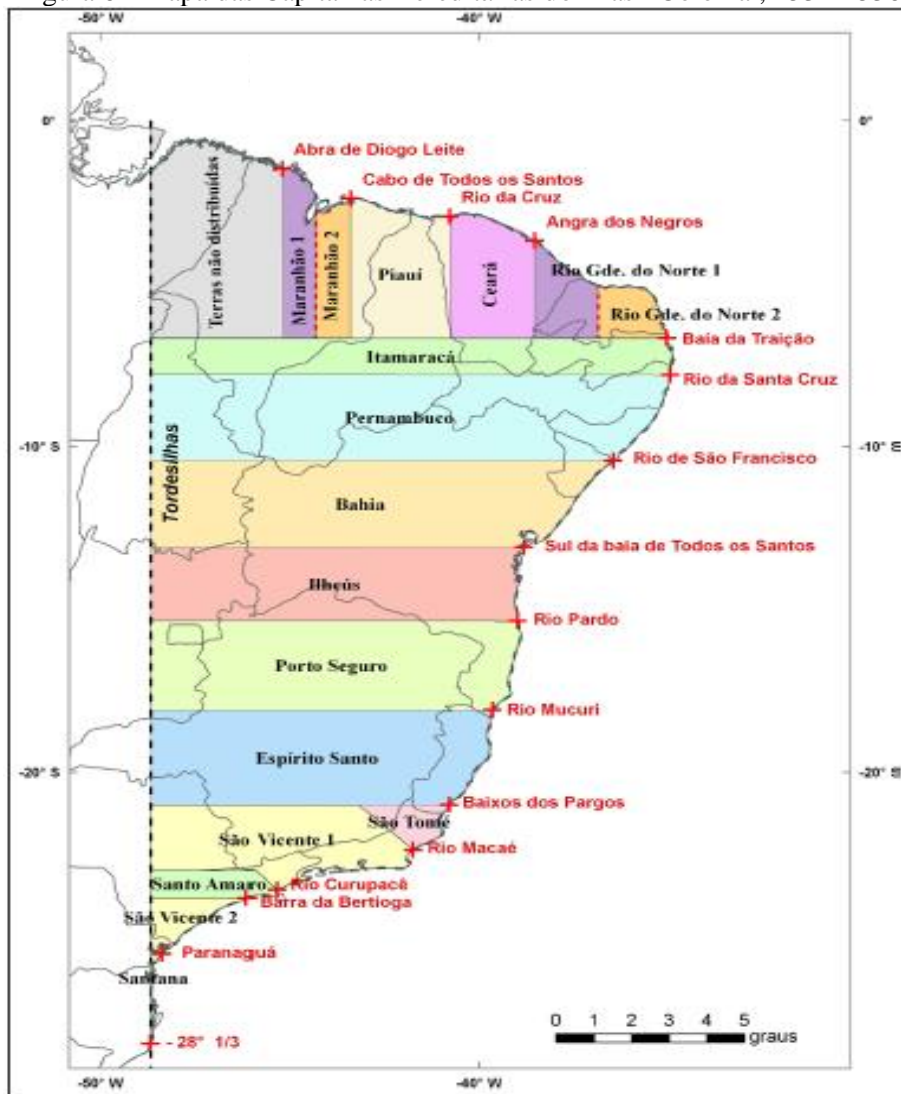 -50° W
-40° W
0°
0°
Abra de Diogo Leite
Cabo de Todos os Santos
Rio da Cruz
Angra dos Negros
Terras não distribuídas
Maranhão 1
Maranhão 2
Piauí
Ceará
Rio Gde. do Norte 1
Rio Gde. do Norte 2
Baia da Traição
Itamaracá
Rio da Santa Cruz
Pernambuco
-10° S
-10° S
Rio de São Francisco
Tordesilhas
Bahia
Sul da baia de Todos os Santos
Ilheús
Rio Pardo
Porto Seguro
Rio Mucuri
Espírito Santo
-20° S
-20° S
Baixos dos Pargos
São Tomé
São Vicente 1
Rio Macaé
Santo Amaro
Rio Curupacê
Barra da Bertioga
São Vicente 2
Paranaguá
Santana
- 28° 1/3
0 1 2 3 4 5
graus
-50° W
-40° W